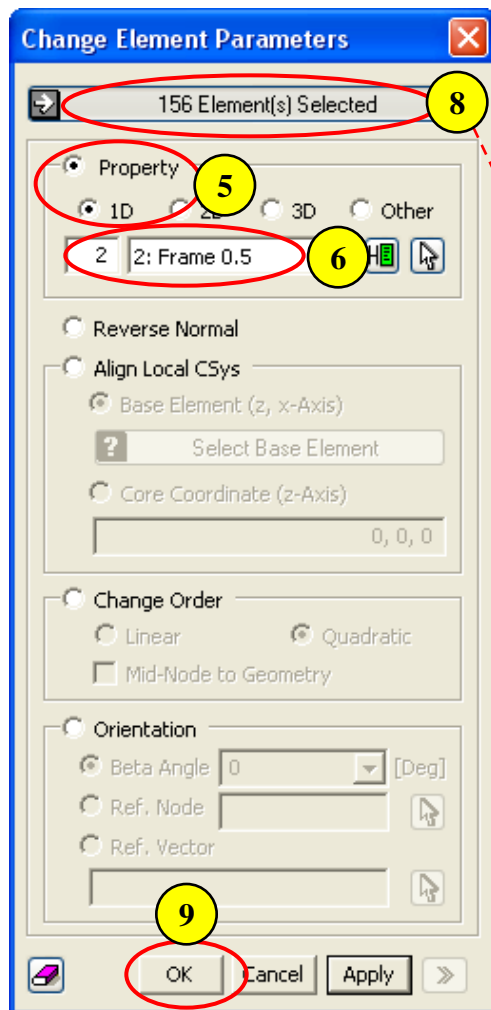 Change Element Parameters
156 Element(s) Selected
8
Property
5
1D 3D Other
2 2: Frame 0.5
6
Reverse Normal
Align Local CSys
Base Element (z, x-Axis)
? Select Base Element
Core Coordinate (z-Axis)
0, 0, 0
Change Order
Linear Quadratic
Mid-Node to Geometry
Orientation
Beta Angle 0 [Deg]
Ref. Node
Ref. Vector
9
OK Cancel Apply